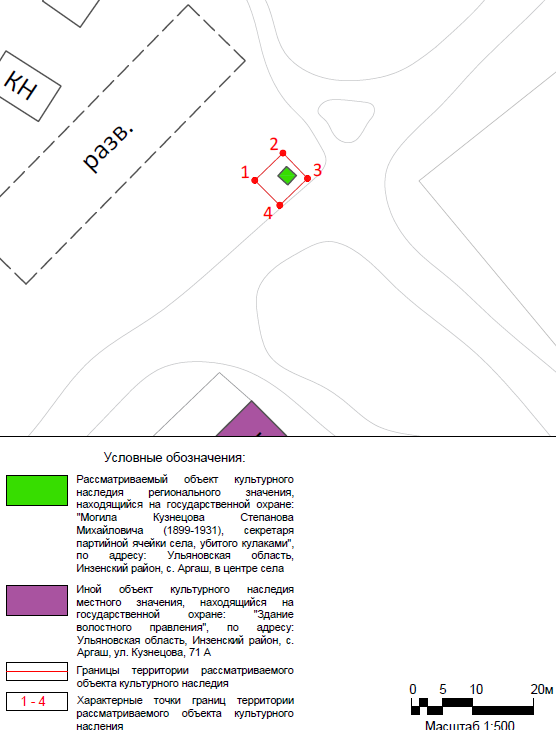 КН
разв.
2
1
3
4
Условные обозначения:
Рассматриваемый объект культурного
наследия регионального значения,
находящийся на государственной охране:
"Могила Кузнецова Степанова
Михайловича (1899-1931), секретаря
партийной ячейки села, убитого кулаками",
по адресу: Ульяновская область,
Инзенский район, с. Аргаш, в центре села
Иной объект культурного наследия
местного значения, находящийся на
государственной охране: "Здание
волостного правления", по адресу:
Ульяновская область, Инзенский район, с.
Аргаш, ул. Кузнецова, 71 А
Границы территории рассматриваемого
объекта культурного наследия
1 - 4
Характерные точки границ территории
рассматриваемого объекта культурного
насления
0 5 10 20м
Масштаб 1:500